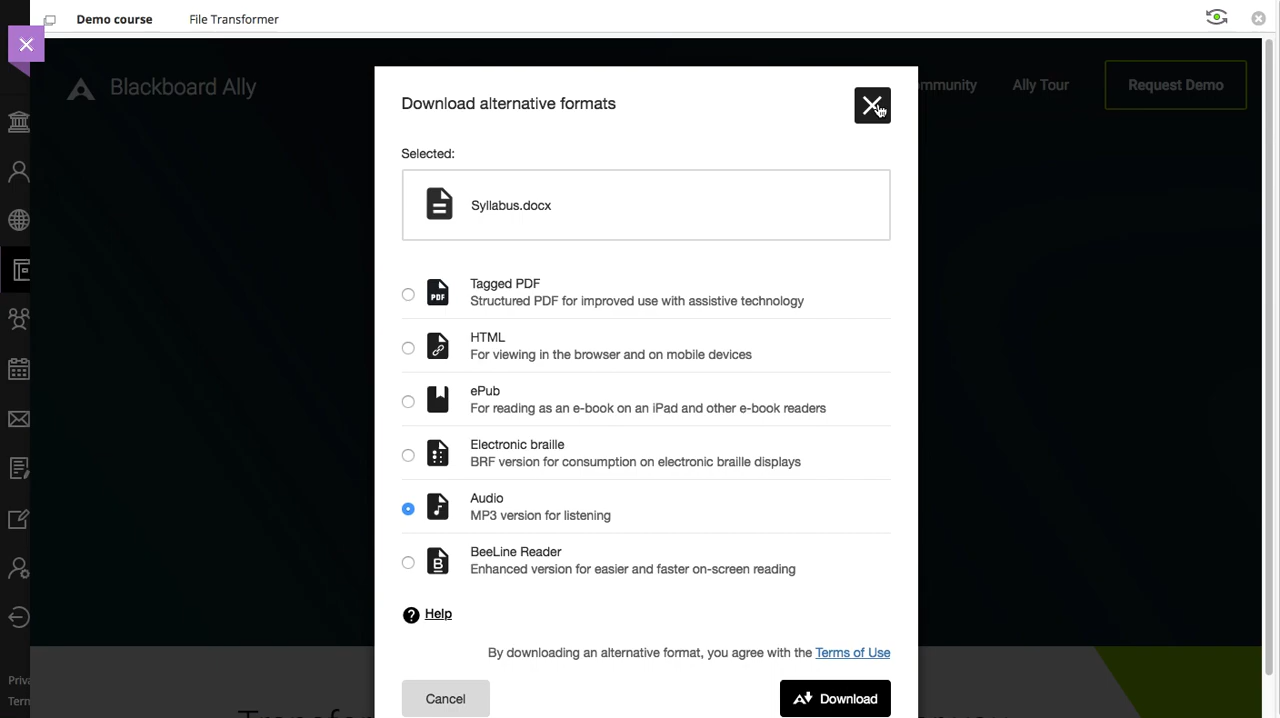 Demo course
File Transformer
Blackboard Ally
mmunity
Ally Tour
Request Demo
Download alternative formats
Selected:
Syllabus.docx
PDF
Tagged PDF
Structured PDF for improved use with assistive technology
HTML
For viewing in the browser and on mobile devices
ePub
For reading as an e-book on an iPad and other e-book readers
Electronic braille
BRF version for consumption on electronic braille displays
Audio
MP3 version for listening
B
BeeLine Reader
Enhanced version for easier and faster on-screen reading
? Help
By downloading an alternative format, you agree with the Terms of Use
Cancel
Download
Priva
Term